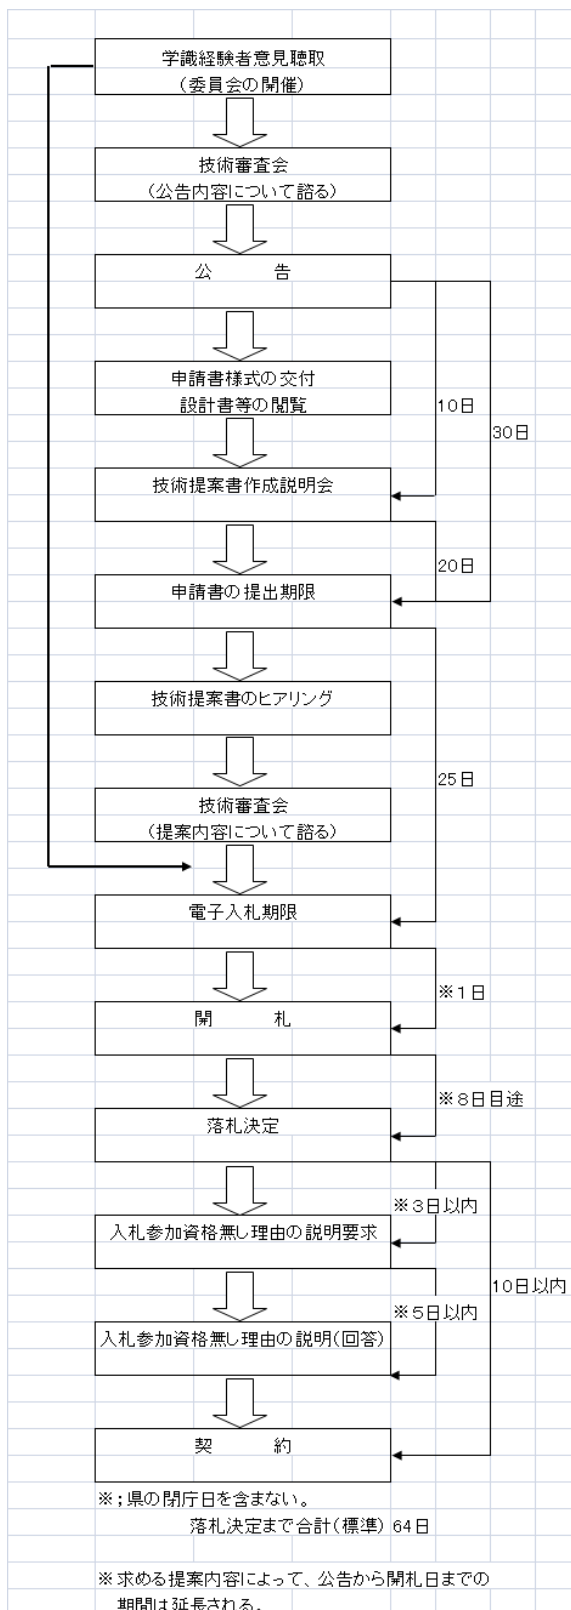 学識経験者意見聴取
(委員会の開催)
技術審査会
(公告内容について諮る)
公　　　告
申請書様式の交付
設計書等の閲覧
10日
30日
技術提案書作成説明会
20日
申請書の提出期限
技術提案書のヒアリング
25日
技術審査会
(提案内容について諮る)
電子入札期限
※1日
開　　　札
※8日目途
落札決定
※3日以内
入札参加資格無し理由の説明要求
10日以内
※5日以内
入札参加資格無し理由の説明(回答)
契　　　約
※;県の閉庁日を含まない。
落札決定まで合計(標準) 64日
※求める提案内容によって、公告から開札日までの
期間は延長される。